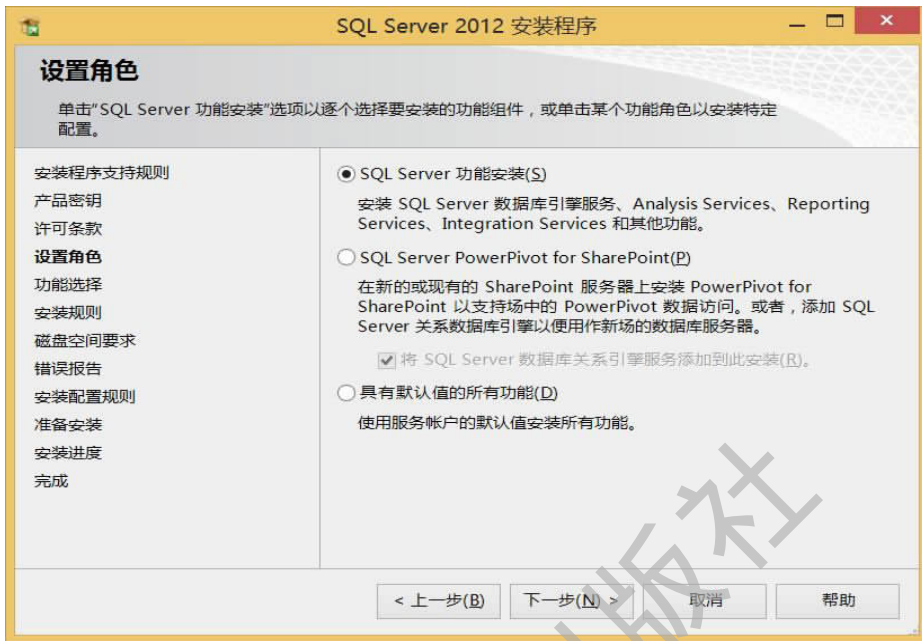 SQL Server 2012 安装程序
设置角色
单击“SQL Server 功能安装”选项以逐个选择要安装的功能组件，或单击某个功能角色以安装特定
配置。
安装程序支持规则
产品密钥
许可条款
设置角色
功能选择
安装规则
磁盘空间要求
错误报告
安装配置规则
准备安装
安装进度
完成
SQL Server 功能安装(S)
安装 SQL Server 数据库引擎服务、Analysis Services、Reporting
Services、Integration Services 和其他功能。
SQL Server PowerPivot for SharePoint(P)
在新的或现有的 SharePoint 服务器上安装 PowerPivot for
SharePoint 以支持场中的 PowerPivot 数据访问。或者，添加 SQL
Server 关系数据库引擎以便用作新场的数据库服务器。
将 SQL Server 数据库关系引擎服务添加到此安装(R)。
具有默认值的所有功能(D)
使用服务帐户的默认值安装所有功能。
< 上一步(B)
下一步(N) >
取消
帮助
版社